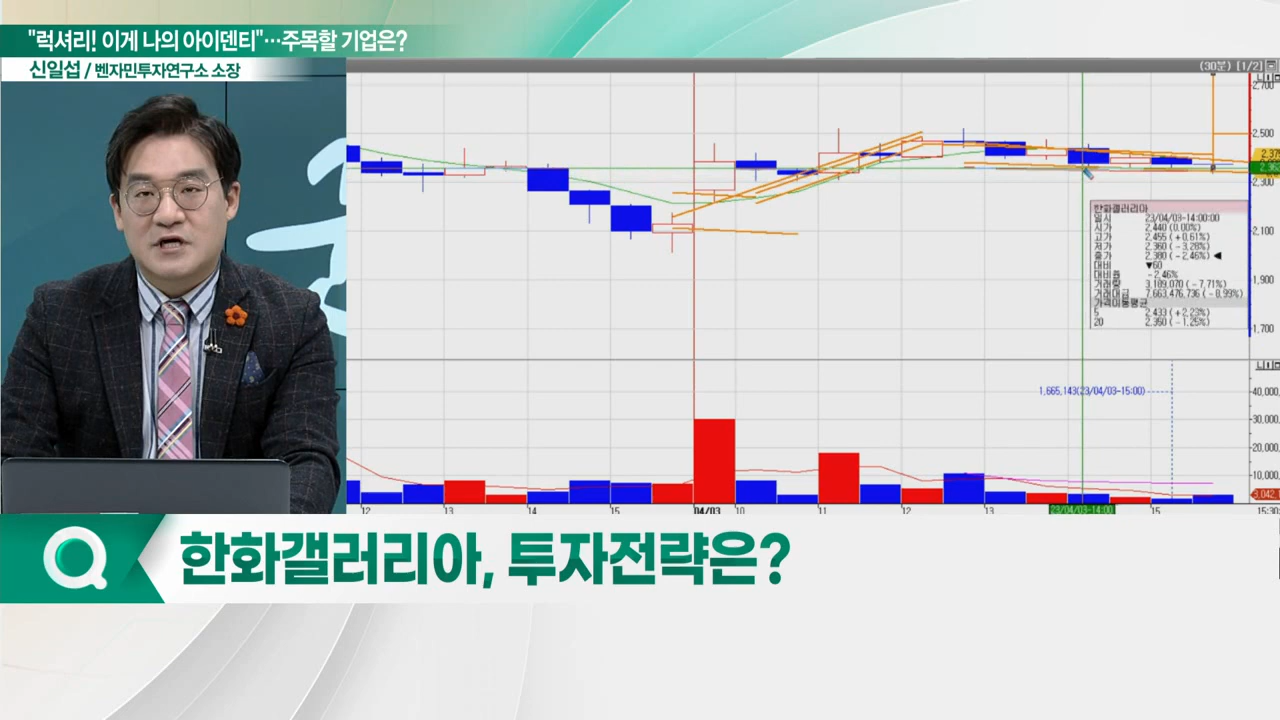 "럭셔리! 이게 나의 아이덴티"…주목할 기업은?
신일섭 / 벤자민투자연구소 소장
(30분) [1/2]
2,700
2,500
2,300
2,100
1,900
1,700
한화갤러리아
일시 23/04/03-14:00:00
시가 2,440 (0.00%)
고가 2,455 (+0.61%)
저가 2,360 (-3.28%)
종가 2,380 (-2.46%) ◀
대비 ▼60
대비율 -2.46%
거래량 3,189,070 (-7.71%)
거래대금 7,663,476,736 (-8.99%)
가격이동평균
5 2,433 (+2.23%)
20 2,350 (-1.25%)
1,665,143(23/04/03-15:00)
40,000,
30,000,
20,000,
10,000,
3,042,
12 13 14 15 04/03 10 11 12 13 23/04/03-14:00 15 15:30
Q 한화갤러리아, 투자전략은?